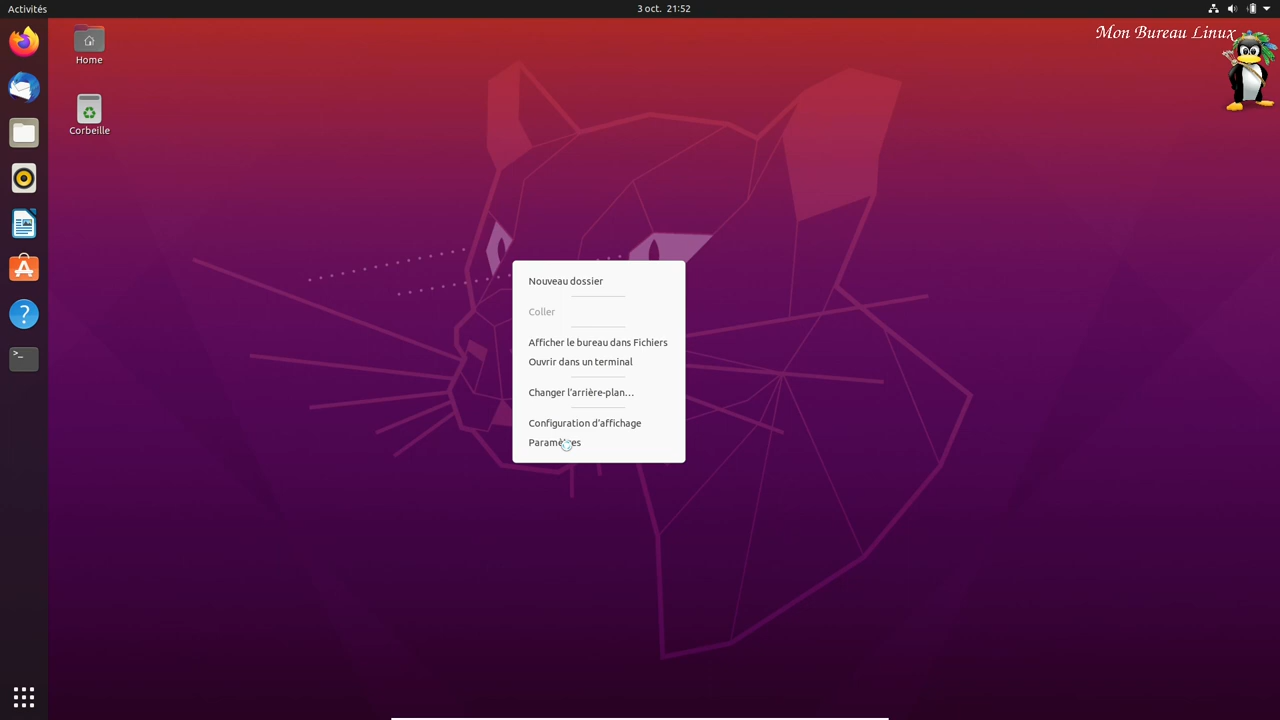 Activités
3 oct. 21:52
Mon Bureau Linux
Home
Corbeille
Nouveau dossier
Coller
Afficher le bureau dans Fichiers
Ouvrir dans un terminal
Changer l'arrière-plan…
Configuration d'affichage
Paramètres